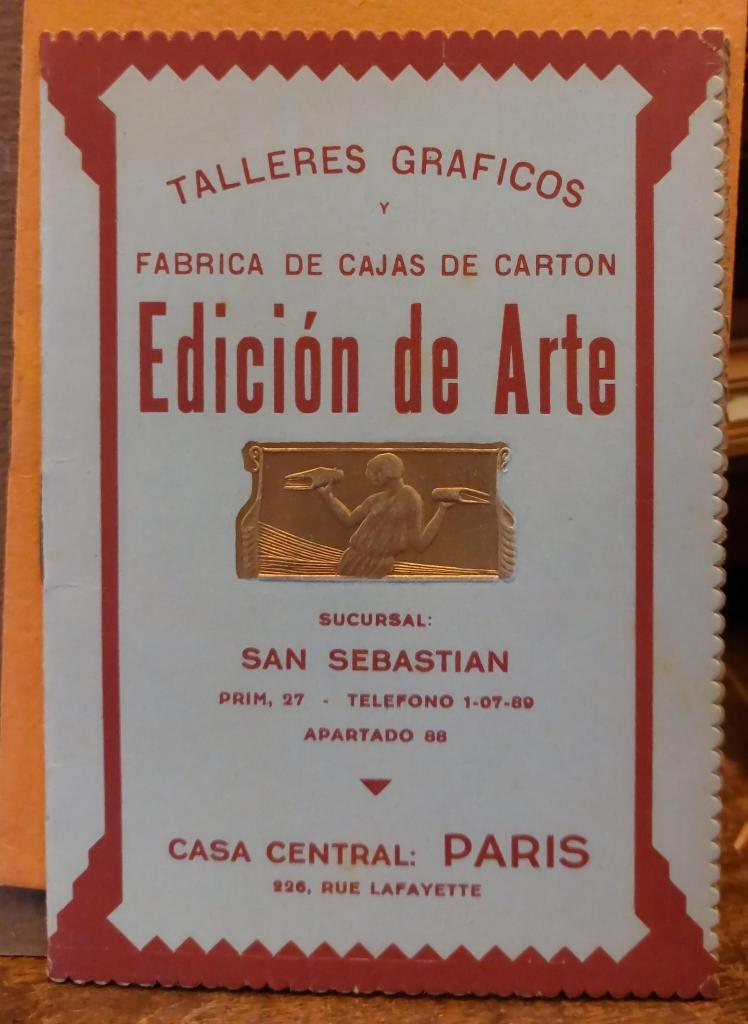 TALLERES GRAFICOS
Y
FABRICA DE CAJAS DE CARTON
Edición de Arte
SUCURSAL:
SAN SEBASTIAN
PRIM, 27 - TELEFONO 1-07-89
APARTADO 88
CASA CENTRAL: PARIS
226, RUE LAFAYETTE